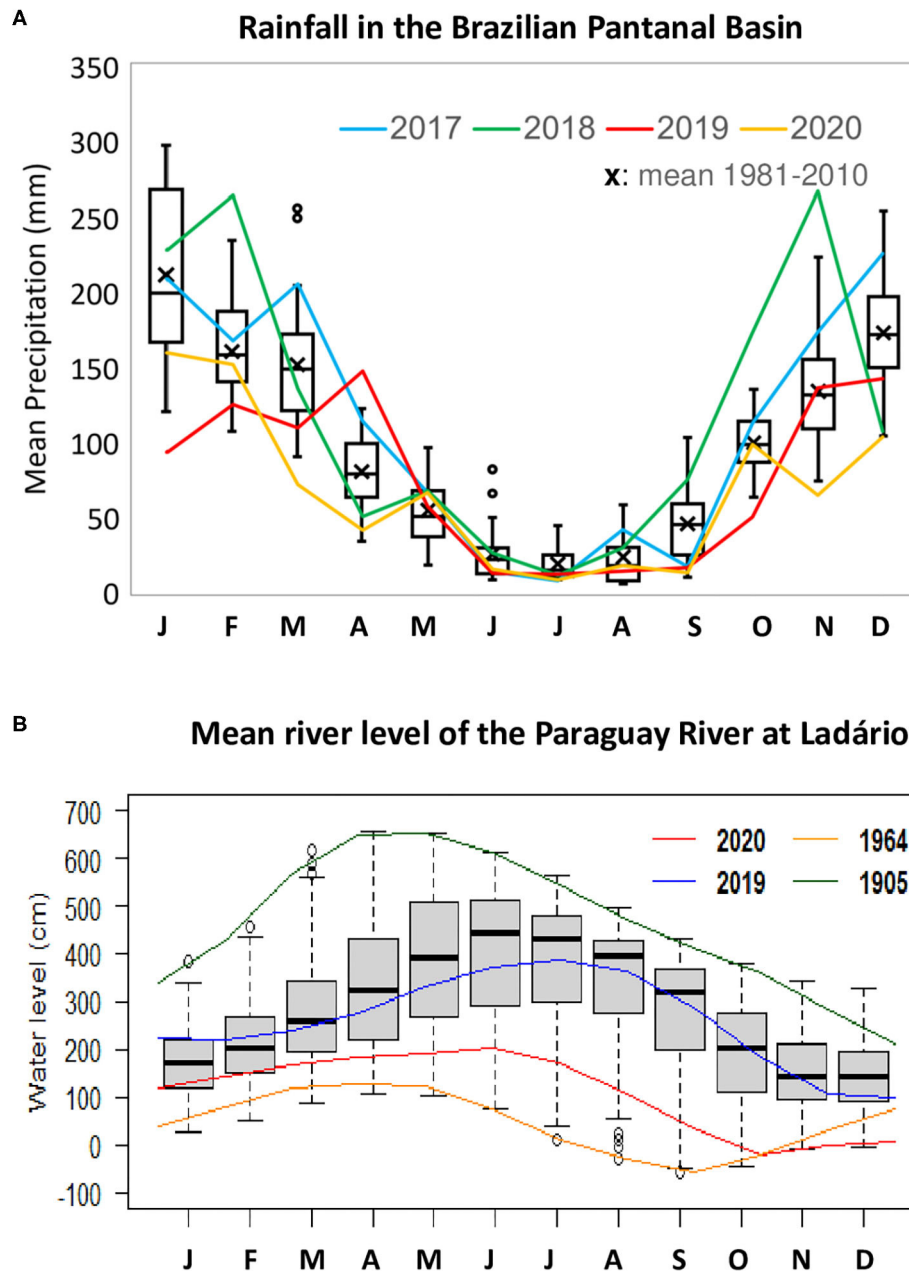 A
Rainfall in the Brazilian Pantanal Basin
Mean Precipitation (mm)
350
300
250
200
150
100
50
0
2017 2018 2019 2020
x: mean 1981-2010
J F M A M J J A S O N D
B
Mean river level of the Paraguay River at Ladário
Water level (cm)
700
600
500
400
300
200
100
0
-100
2020 1964
2019 1905
J F M A M J J A S O N D